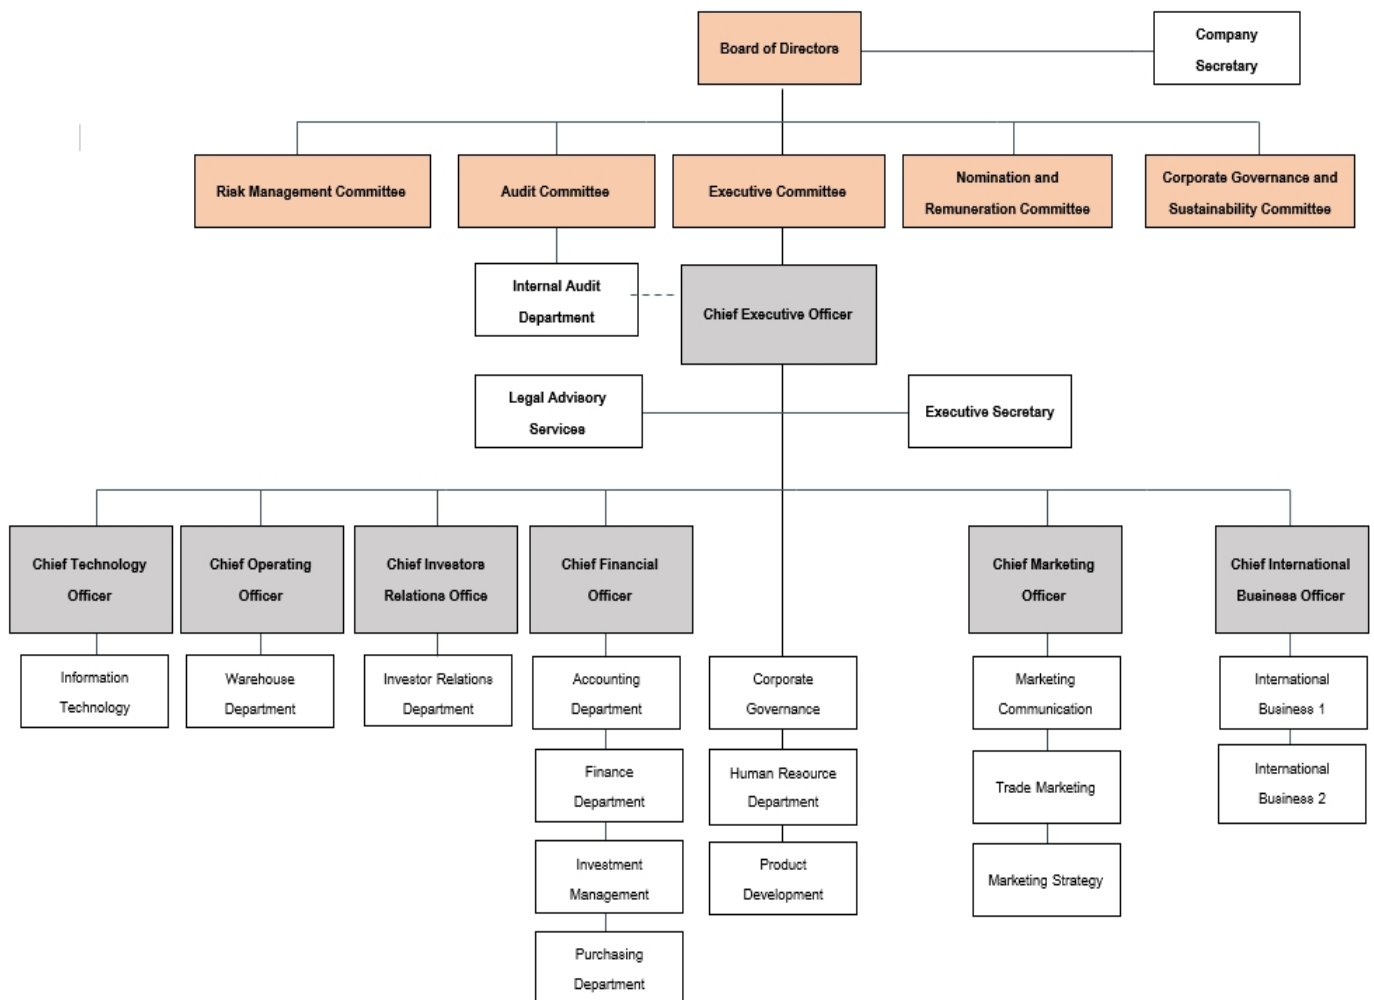 Board of Directors
Company
Secretary
Risk Management Committee
Audit Committee
Executive Committee
Nomination and
Remuneration Committee
Corporate Governance and
Sustainability Committee
Internal Audit
Department
Chief Executive Officer
Legal Advisory
Services
Executive Secretary
Chief Technology
Officer
Chief Operating
Officer
Chief Investors
Relations Office
Chief Financial
Officer
Chief Marketing
Officer
Chief International
Business Officer
Information
Technology
Warehouse
Department
Investor Relations
Department
Accounting
Department
Corporate
Governance
Marketing
Communication
International
Business 1
Finance
Department
Human Resource
Department
Trade Marketing
International
Business 2
Investment
Management
Product
Development
Marketing Strategy
Purchasing
Department